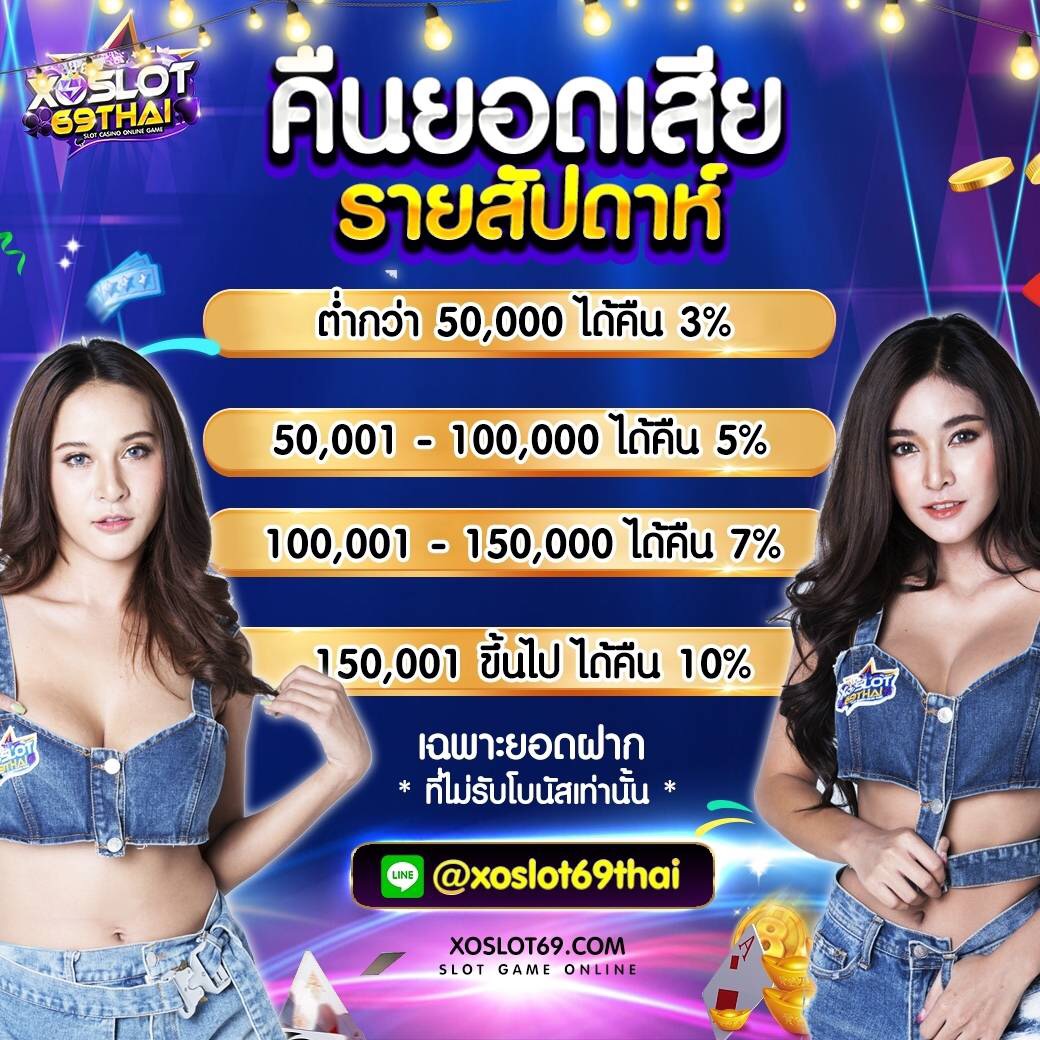 XOSLOT
69THAI
SLOT CASINO ONLINE GAME
คืนยอดเสีย
รายสัปดาห์
ต่ำกว่า 50,000 ได้คืน 3%
50,001 - 100,000 ได้คืน 5%
100,001 - 150,000 ได้คืน 7%
150,001 ขึ้นไป ได้คืน 10%
XOSLOT
69THAI
SLOT
69THAI
เฉพาะยอดฝาก
* ที่ไม่รับโบนัสเท่านั้น *
LINE @xoslot69thai
XOSLOT69.COM
SLOT GAME ONLINE
A